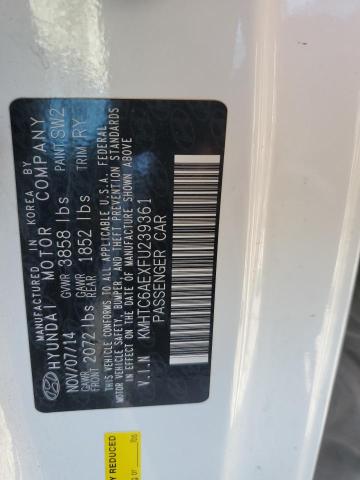 MANUFACTURED IN KOREA BY
HYUNDAI MOTOR COMPANY
NOV/07/14 GVWR 3858 lbs PAINT SW2
GAWR FRONT 2072 lbs GAWR REAR 1852 lbs TRIM RY
THIS VEHICLE CONFORMS TO ALL APPLICABLE U.S.A. FEDERAL
MOTOR VEHICLE SAFETY, BUMPER, AND THEFT PREVENTION STANDARDS
IN EFFECT ON THE DATE OF MANUFACTURE SHOWN ABOVE
V.I.N KMHTC6AEXFU239361
PASSENGER CAR
Y REDUCED
lbs